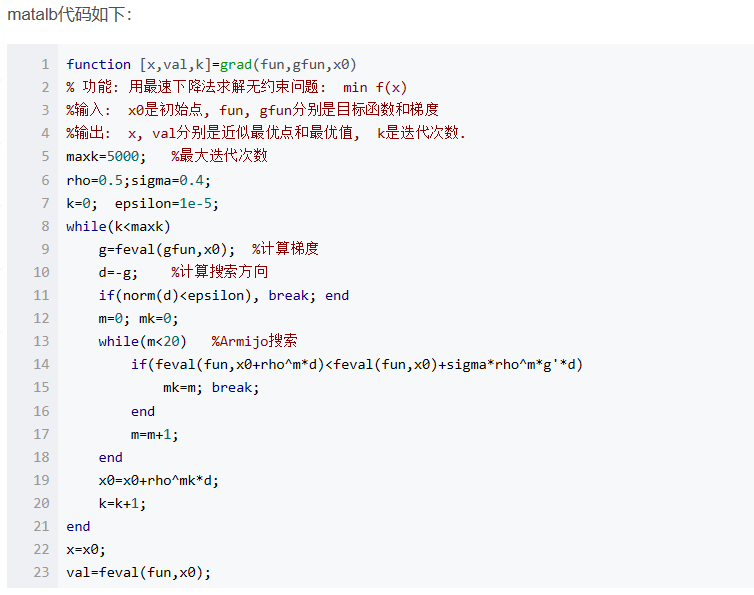 matalb代码如下：
1 function [x,val,k]=grad(fun,gfun,x0)
2 % 功能: 用最速下降法求解无约束问题: min f(x)
3 %输入: x0是初始点, fun, gfun分别是目标函数和梯度
4 %输出: x, val分别是近似最优点和最优值, k是迭代次数.
5 maxk=5000; %最大迭代次数
6 rho=0.5;sigma=0.4;
7 k=0; epsilon=1e-5;
8 while(k<maxk)
9 g=feval(gfun,x0); %计算梯度
10 d=-g; %计算搜索方向
11 if(norm(d)<epsilon), break; end
12 m=0; mk=0;
13 while(m<20) %Armijo搜索
14 if(feval(fun,x0+rho^m*d)<feval(fun,x0)+sigma*rho^m*g'*d)
15 mk=m; break;
16 end
17 m=m+1;
18 end
19 x0=x0+rho^mk*d;
20 k=k+1;
21 end
22 x=x0;
23 val=feval(fun,x0);